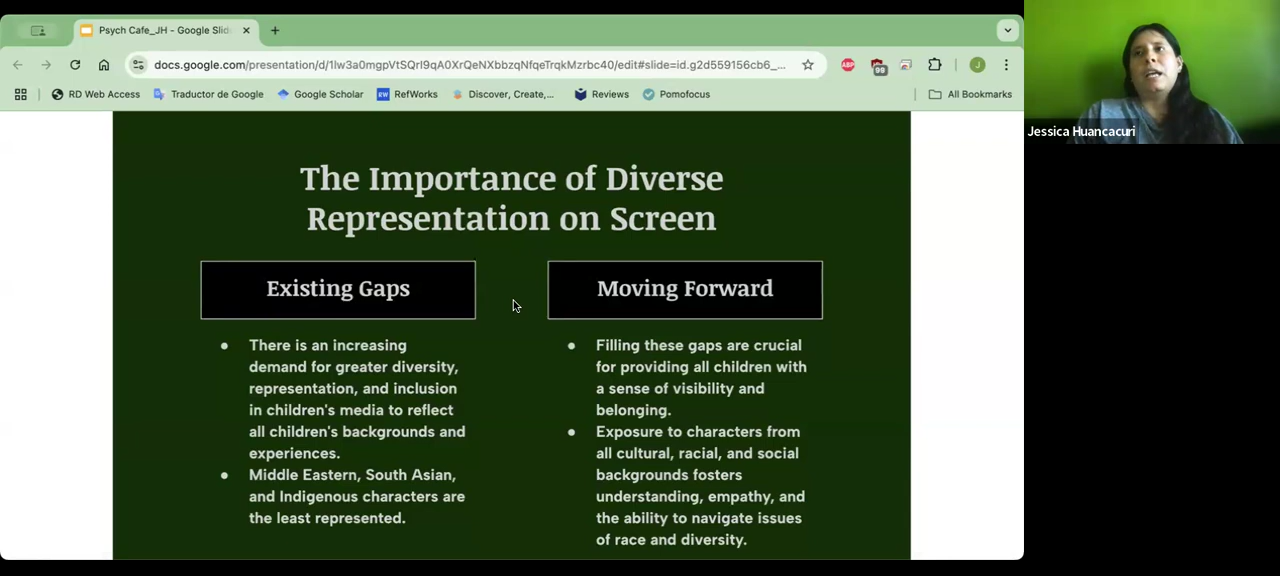 Psych Cafe_JH - Google Slid
docs.google.com/presentation/d/1lw3a0mgpVtSQrI9qA0XrQeNXbbzqNfqeTrqkMzrbc40/edit#slide=id.g2d559156cb6_...
ABP
99
J
RD Web Access
Traductor de Google
Google Scholar
RW
RefWorks
Discover, Create,...
Reviews
Pomofocus
All Bookmarks
Jessica Huancacuri
The Importance of Diverse
Representation on Screen
Existing Gaps
There is an increasing
demand for greater diversity,
representation, and inclusion
in children's media to reflect
all children's backgrounds and
experiences.
Middle Eastern, South Asian,
and Indigenous characters are
the least represented.
Moving Forward
Filling these gaps are crucial
for providing all children with
a sense of visibility and
belonging.
Exposure to characters from
all cultural, racial, and social
backgrounds fosters
understanding, empathy, and
the ability to navigate issues
of race and diversity.